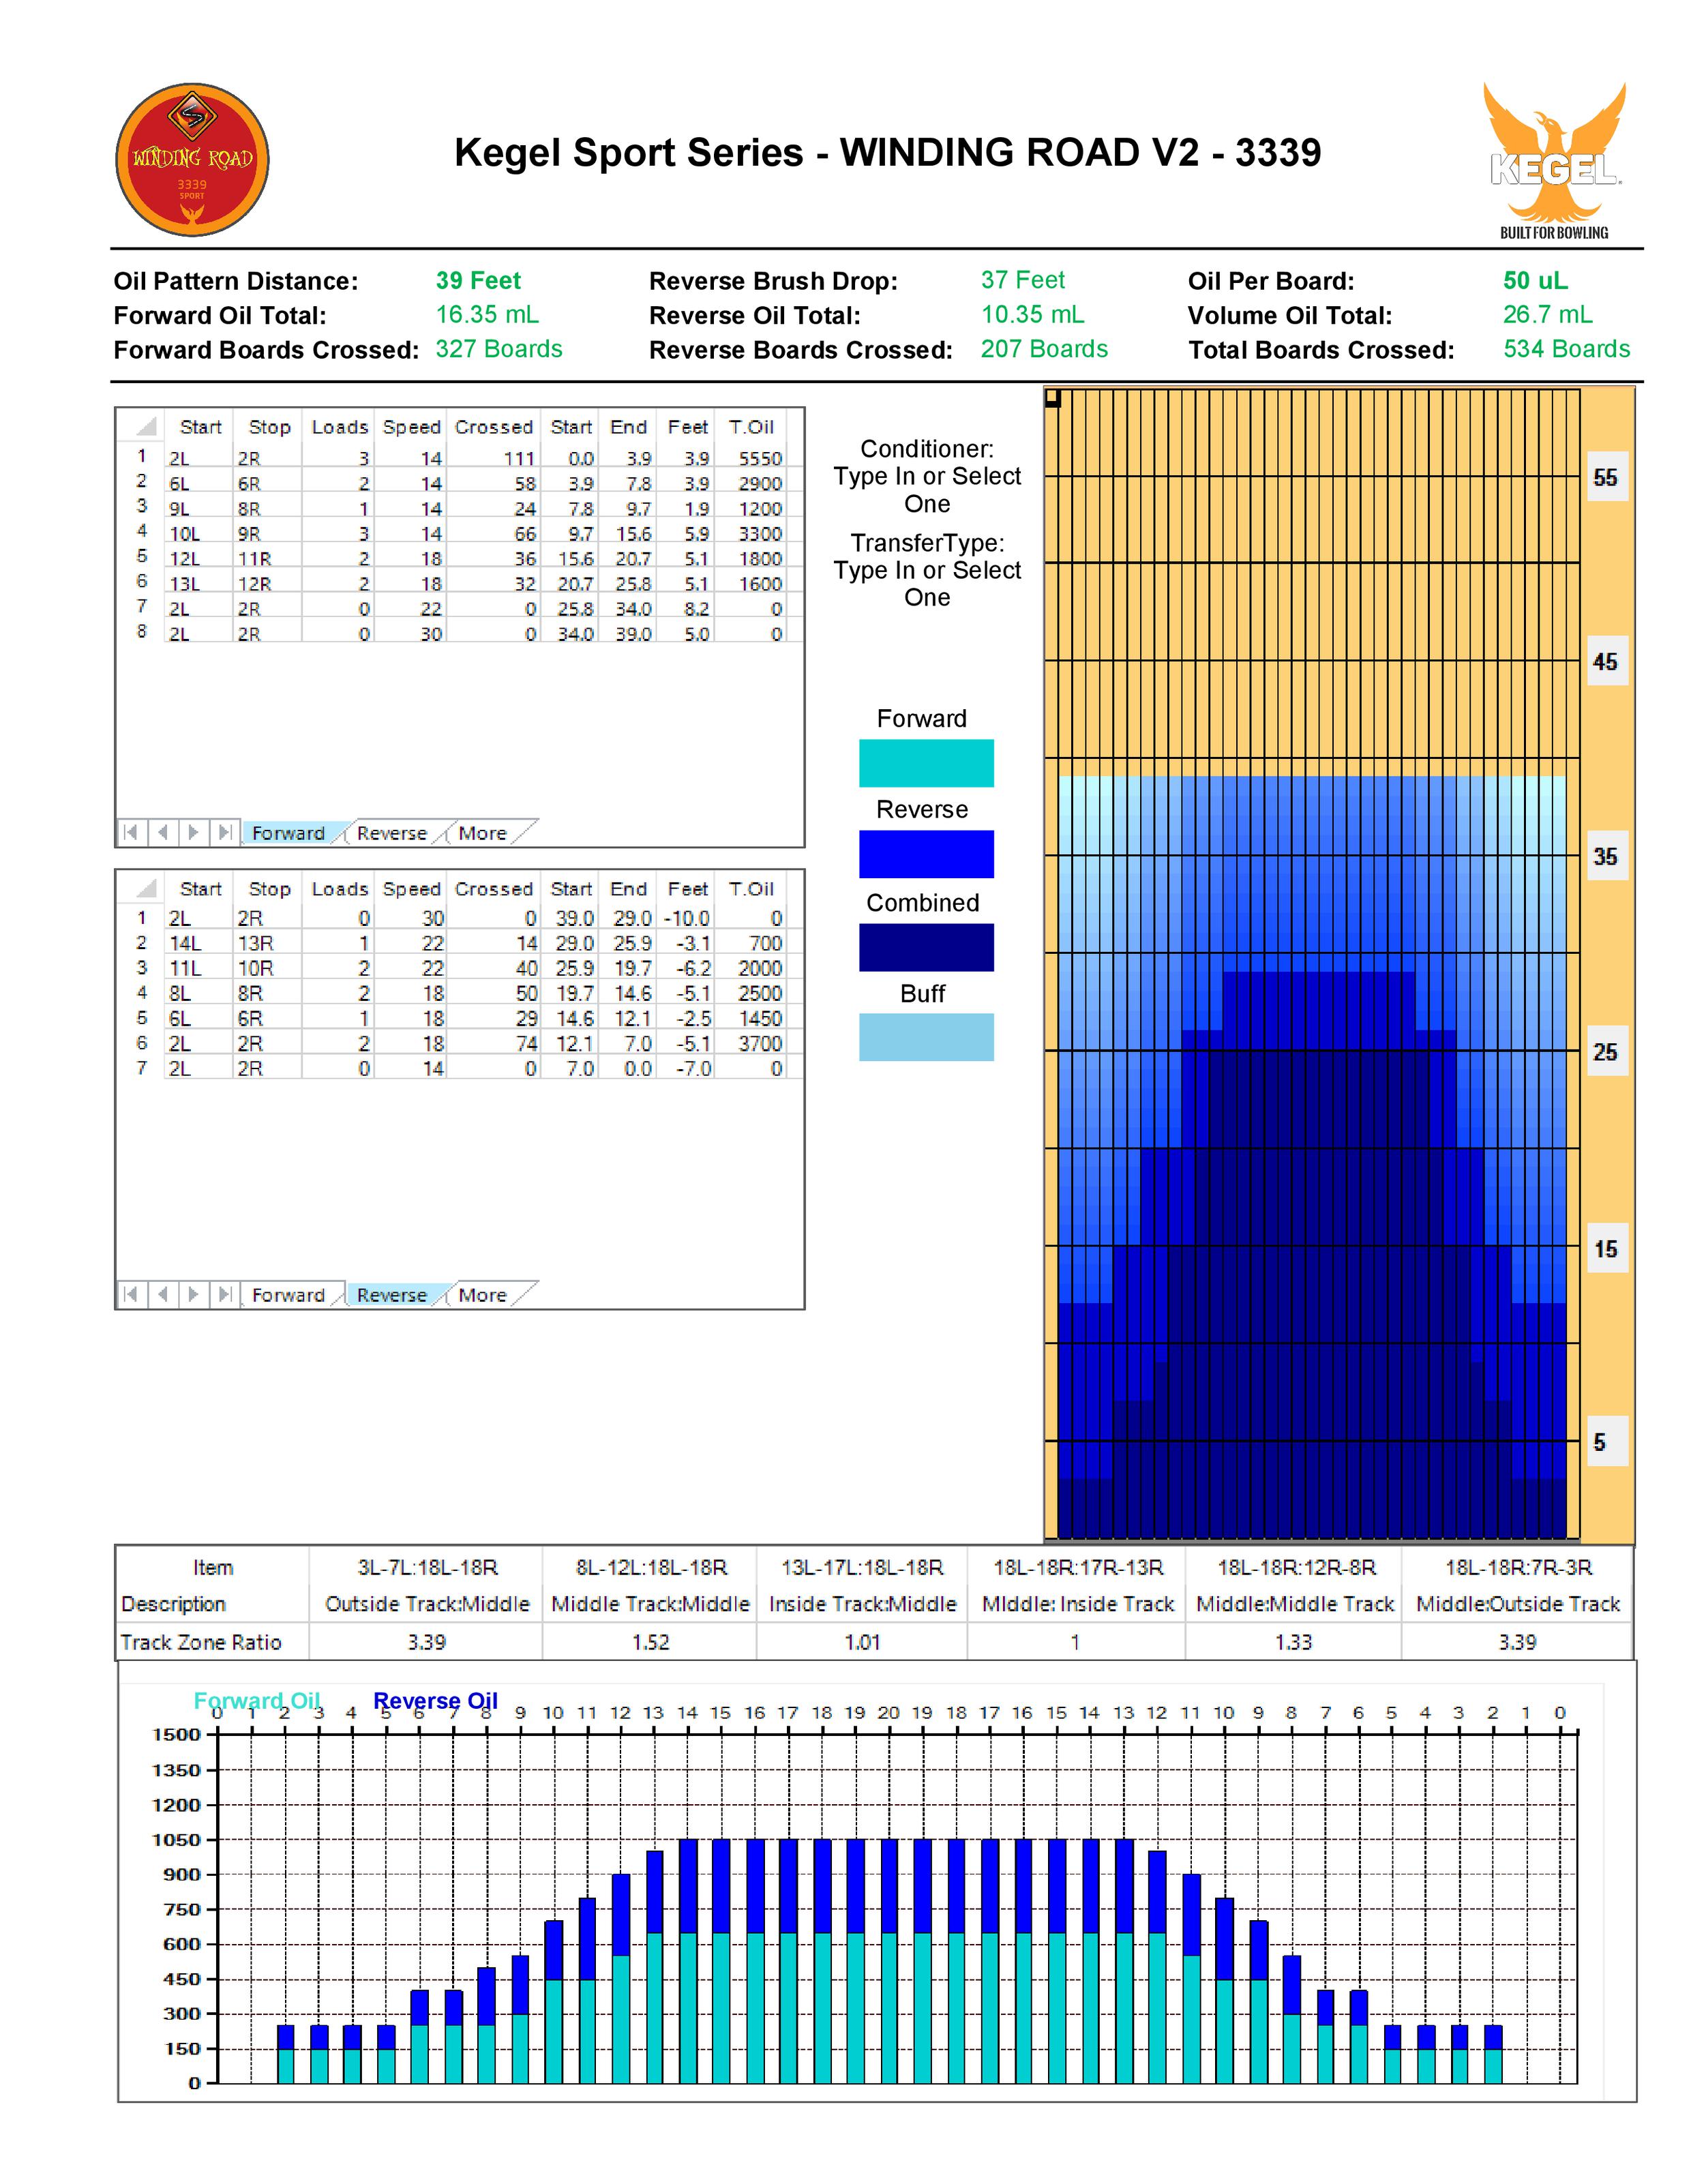 WINDING ROAD
3339
SPORT
Kegel Sport Series - WINDING ROAD V2 - 3339
KEGEL
BUILT FOR BOWLING
Oil Pattern Distance: 39 Feet Reverse Brush Drop: 37 Feet Oil Per Board: 50 uL
Forward Oil Total: 16.35 mL Reverse Oil Total: 10.35 mL Volume Oil Total: 26.7 mL
Forward Boards Crossed: 327 Boards Reverse Boards Crossed: 207 Boards Total Boards Crossed: 534 Boards
Start Stop Loads Speed Crossed Start End Feet T.Oil
1 2L 2R 3 14 111 0.0 3.9 3.9 5550
2 6L 6R 2 14 58 3.9 7.8 3.9 2900
3 9L 8R 1 14 24 7.8 9.7 1.9 1200
4 10L 9R 3 14 66 9.7 15.6 5.9 3300
5 12L 11R 2 18 36 15.6 20.7 5.1 1800
6 13L 12R 2 18 32 20.7 25.8 5.1 1600
7 2L 2R 0 22 0 25.8 34.0 8.2 0
8 2L 2R 0 30 0 34.0 39.0 5.0 0
Forward Reverse More
Start Stop Loads Speed Crossed Start End Feet T.Oil
1 2L 2R 0 30 0 39.0 29.0 -10.0 0
2 14L 13R 1 22 14 29.0 25.9 -3.1 700
3 11L 10R 2 22 40 25.9 19.7 -6.2 2000
4 8L 8R 2 18 50 19.7 14.6 -5.1 2500
5 6L 6R 1 18 29 14.6 12.1 -2.5 1450
6 2L 2R 2 18 74 12.1 7.0 -5.1 3700
7 2L 2R 0 14 0 7.0 0.0 -7.0 0
Forward Reverse More
Conditioner:
Type In or Select
One
TransferType:
Type In or Select
One
Forward
Reverse
Combined
Buff
55
45
35
25
15
5
Item 3L-7L:18L-18R 8L-12L:18L-18R 13L-17L:18L-18R 18L-18R:17R-13R 18L-18R:12R-8R 18L-18R:7R-3R
Description Outside Track:Middle Middle Track:Middle Inside Track:Middle MIddle: Inside Track Middle:Middle Track Middle:Outside Track
Track Zone Ratio 3.39 1.52 1.01 1 1.33 3.39
Forward Oil Reverse Oil
0 1 2 3 4 5 6 7 8 9 10 11 12 13 14 15 16 17 18 19 20 19 18 17 16 15 14 13 12 11 10 9 8 7 6 5 4 3 2 1 0
1500
1350
1200
1050
900
750
600
450
300
150
0